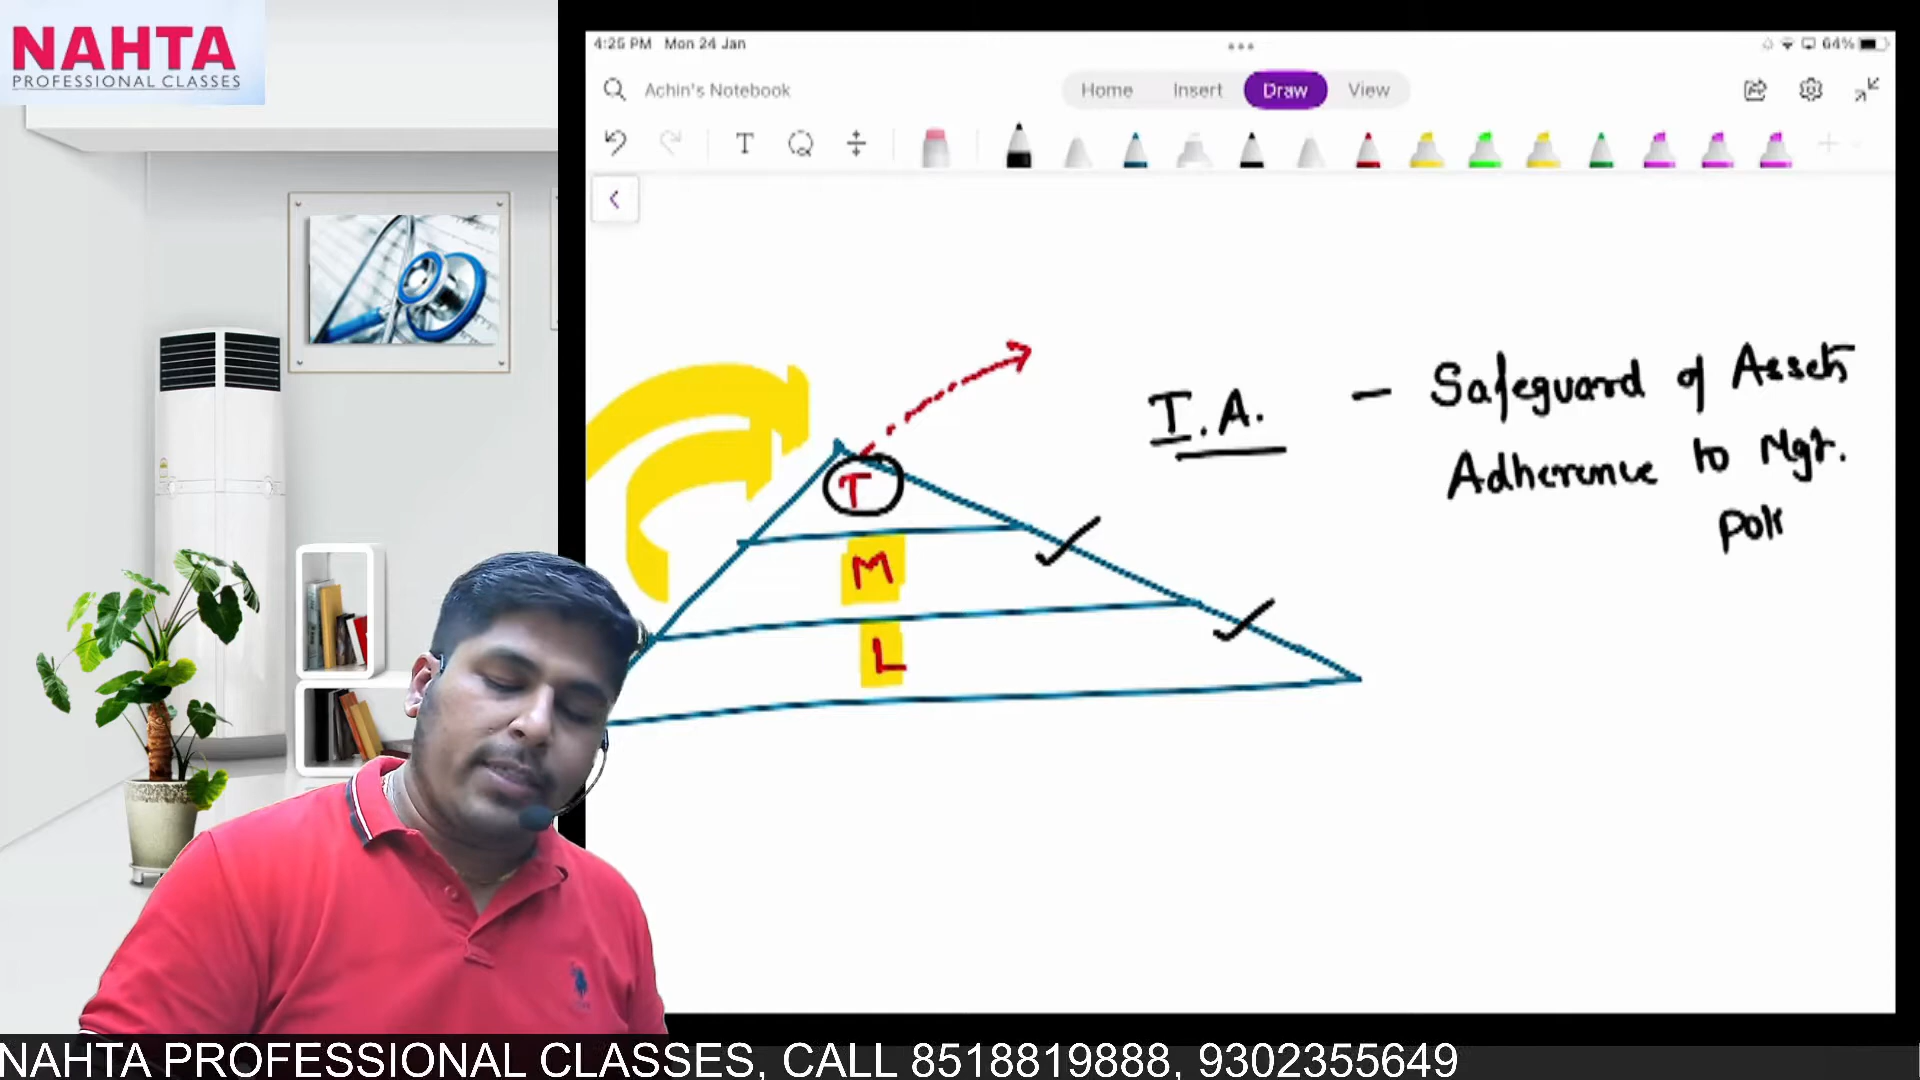 NAHTA
PROFESSIONAL CLASSES
4:25 PM Mon 24 Jan
64%
Achin's Notebook
Home Insert Draw View
T
I.A. - Safeguard of Assets
Adherence to Mgt.
Poli
T
M
L
NAHTA PROFESSIONAL CLASSES, CALL 8518819888, 9302355649